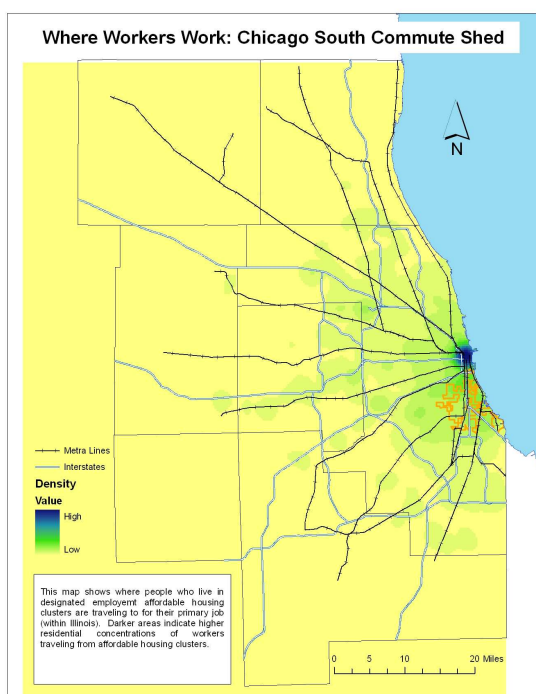 Where Workers Work: Chicago South Commute Shed
N
Metra Lines
Interstates
Density
Value
High
Low
This map shows where people who live in
designated employemt affordable housing
clusters are traveling to for their primary job
(within Illinois). Darker areas indicate higher
residential concentrations of workers
traveling from affordable housing clusters.
0 5 10 20 Miles